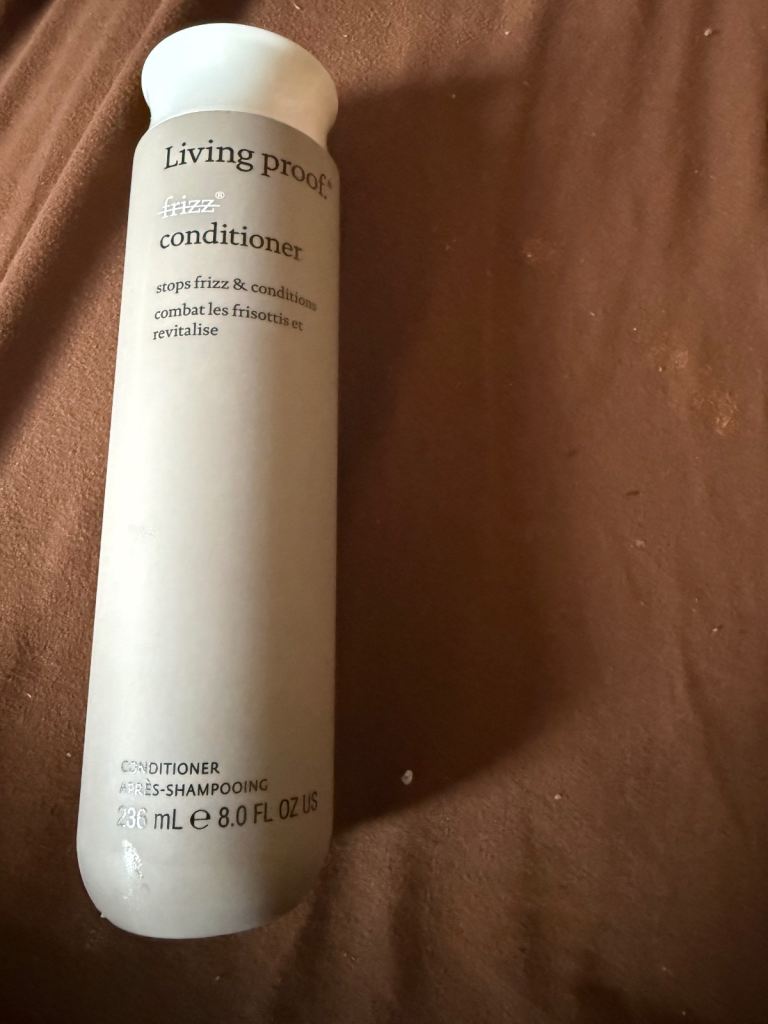 Living proof.®
frizz®
conditioner
stops frizz & conditions
combat les frisottis et
revitalise
CONDITIONER
APRÈS-SHAMPOOING
236 mL ℮ 8.0 FL OZ US